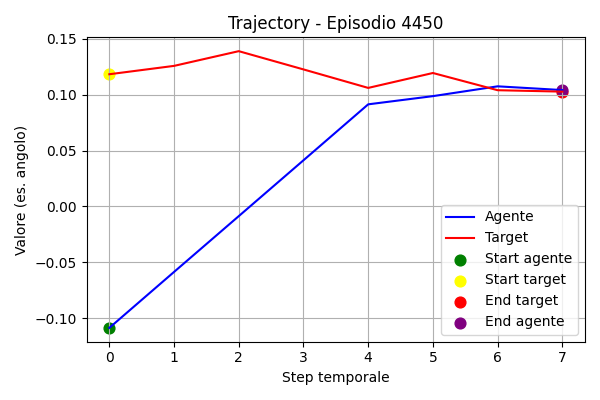 Trajectory - Episodio 4450
Valore (es. angolo)
0.15
0.10
0.05
0.00
−0.05
−0.10
Agente
Target
Start agente
Start target
End target
End agente
0 1 2 3 4 5 6 7
Step temporale